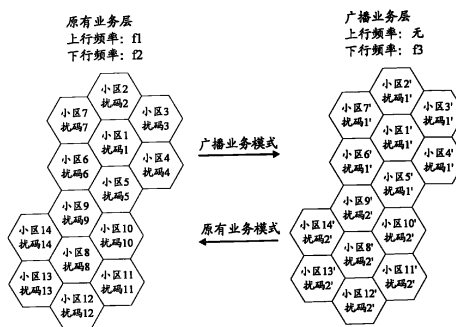 原有业务层
上行频率：f1
下行频率：f2
小区2
扰码2
小区7
扰码7
小区3
扰码3
小区1
扰码1
小区6
扰码6
小区4
扰码4
小区5
扰码5
小区9
扰码9
小区14
扰码14
小区10
扰码10
小区8
扰码8
小区13
扰码13
小区11
扰码11
小区12
扰码12
广播业务模式
原有业务模式
广播业务层
上行频率：无
下行频率：f3
小区2'
扰码1'
小区7'
扰码1'
小区3'
扰码1'
小区1'
扰码1'
小区6'
扰码1'
小区4'
扰码1'
小区5'
扰码1'
小区9'
扰码2'
小区14'
扰码2'
小区10'
扰码2'
小区8'
扰码2'
小区13'
扰码2'
小区11'
扰码2'
小区12'
扰码2'